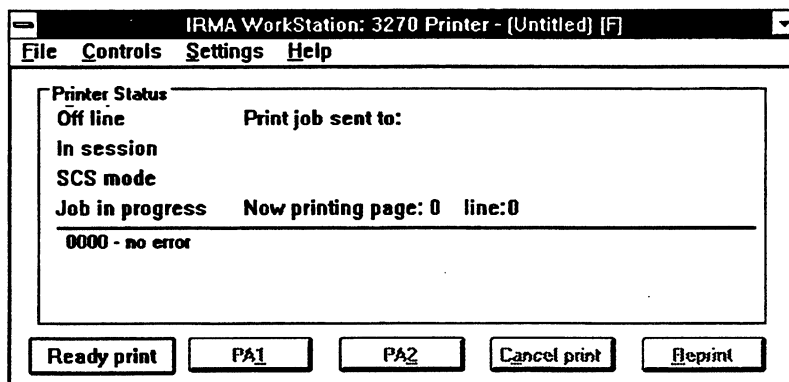 IRMA WorkStation: 3270 Printer - (Untitled) [F]
File Controls Settings Help
Printer Status
Off line Print job sent to:
In session
SCS mode
Job in progress Now printing page: 0 line:0
0000 - no error
Ready print PA1 PA2 Cancel print Reprint